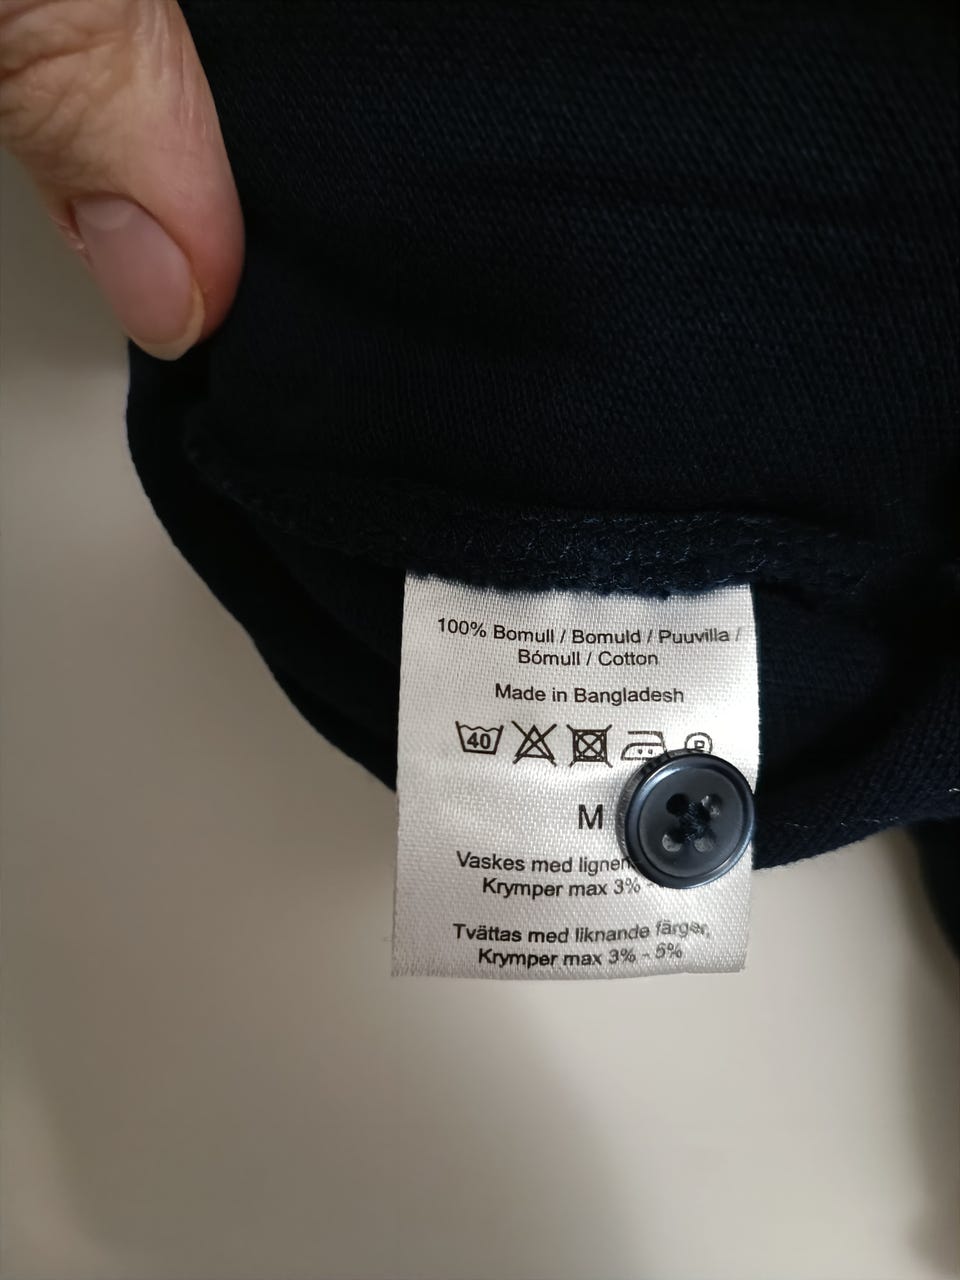 100% Bomull / Bomuld / Puuvilla /
Bómull / Cotton
Made in Bangladesh
40 P
M
Vaskes med
Krymper max 3% -
Tvättas med liknande färger,
Krymper max 3% - 5%